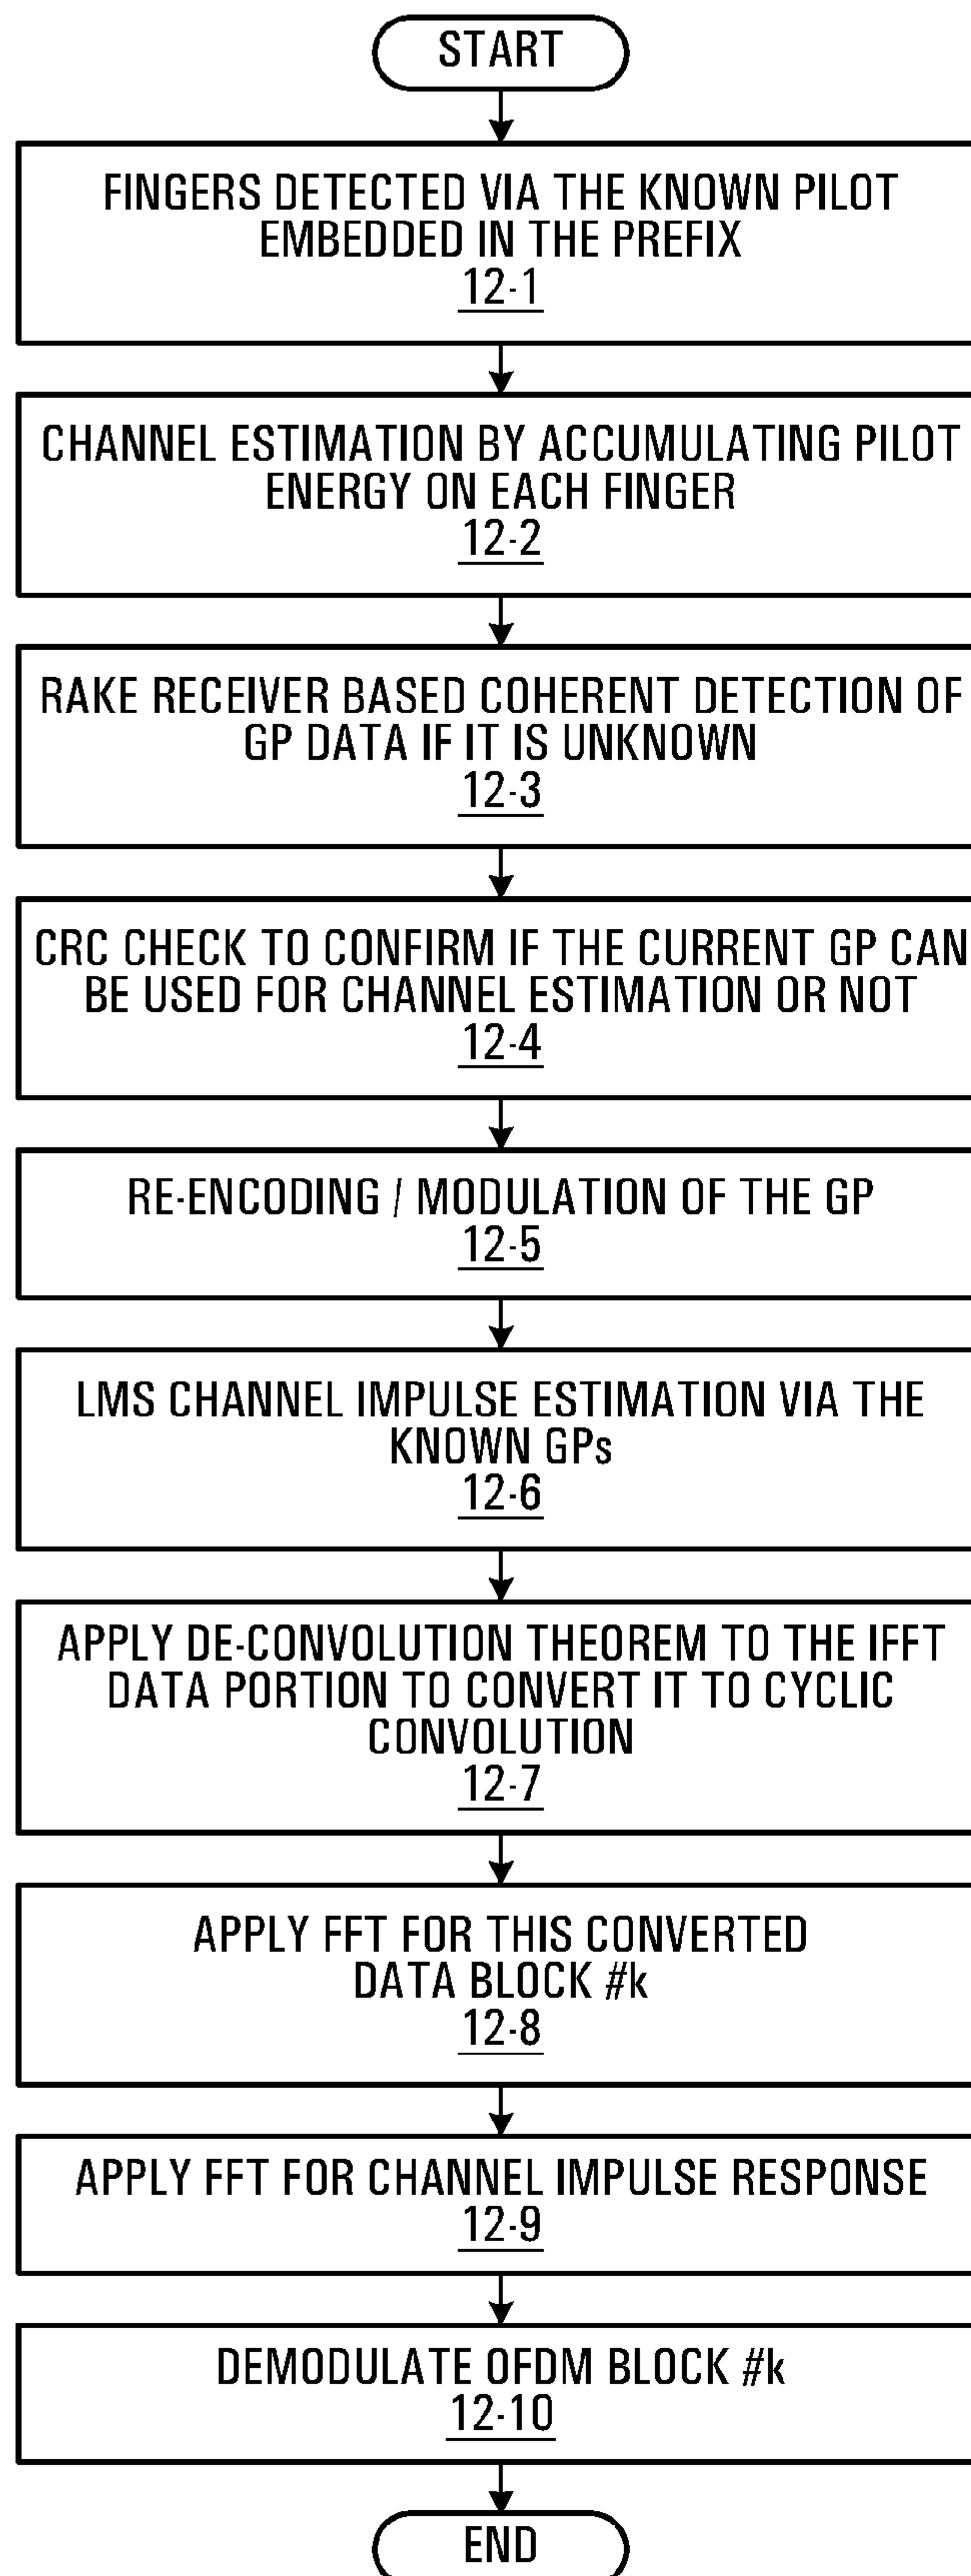 START
FINGERS DETECTED VIA THE KNOWN PILOT
EMBEDDED IN THE PREFIX
12-1
CHANNEL ESTIMATION BY ACCUMULATING PILOT
ENERGY ON EACH FINGER
12-2
RAKE RECEIVER BASED COHERENT DETECTION OF
GP DATA IF IT IS UNKNOWN
12-3
CRC CHECK TO CONFIRM IF THE CURRENT GP CAN
BE USED FOR CHANNEL ESTIMATION OR NOT
12-4
RE-ENCODING / MODULATION OF THE GP
12-5
LMS CHANNEL IMPULSE ESTIMATION VIA THE
KNOWN GPs
12-6
APPLY DE-CONVOLUTION THEOREM TO THE IFFT
DATA PORTION TO CONVERT IT TO CYCLIC
CONVOLUTION
12-7
APPLY FFT FOR THIS CONVERTED
DATA BLOCK #k
12-8
APPLY FFT FOR CHANNEL IMPULSE RESPONSE
12-9
DEMODULATE OFDM BLOCK #k
12-10
END